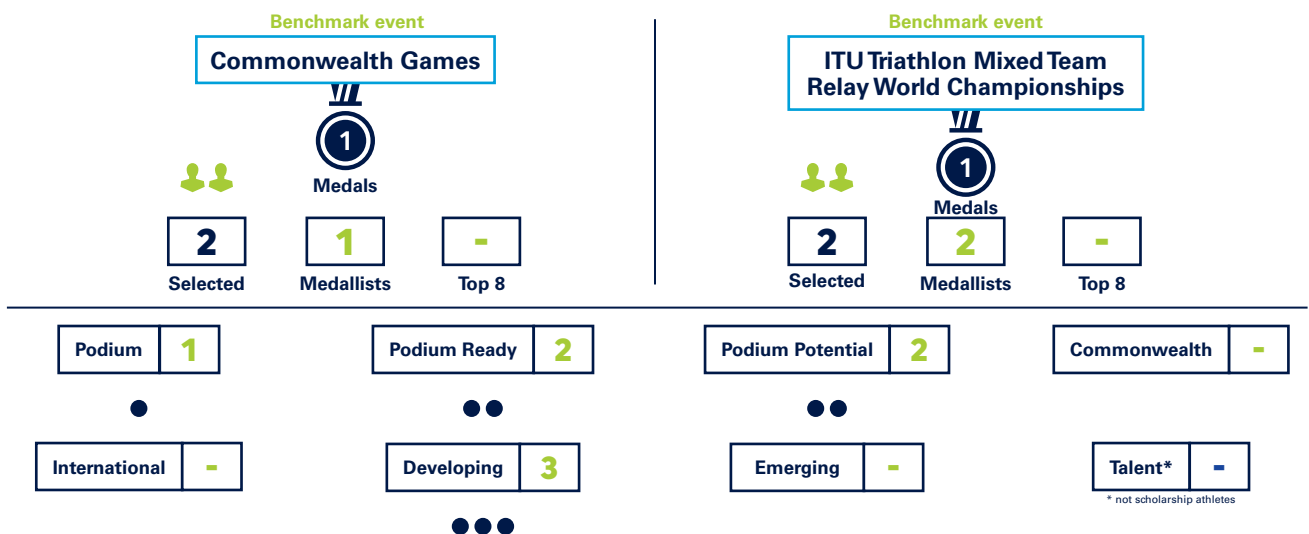 Benchmark event
Commonwealth Games
1
Medals
2
1
-
Selected
Medallists
Top 8
Benchmark event
ITU Triathlon Mixed Team
Relay World Championships
1
Medals
2
2
-
Selected
Medallists
Top 8
Podium 1
Podium Ready 2
Podium Potential 2
Commonwealth -
International -
Developing 3
Emerging -
Talent* -
* not scholarship athletes